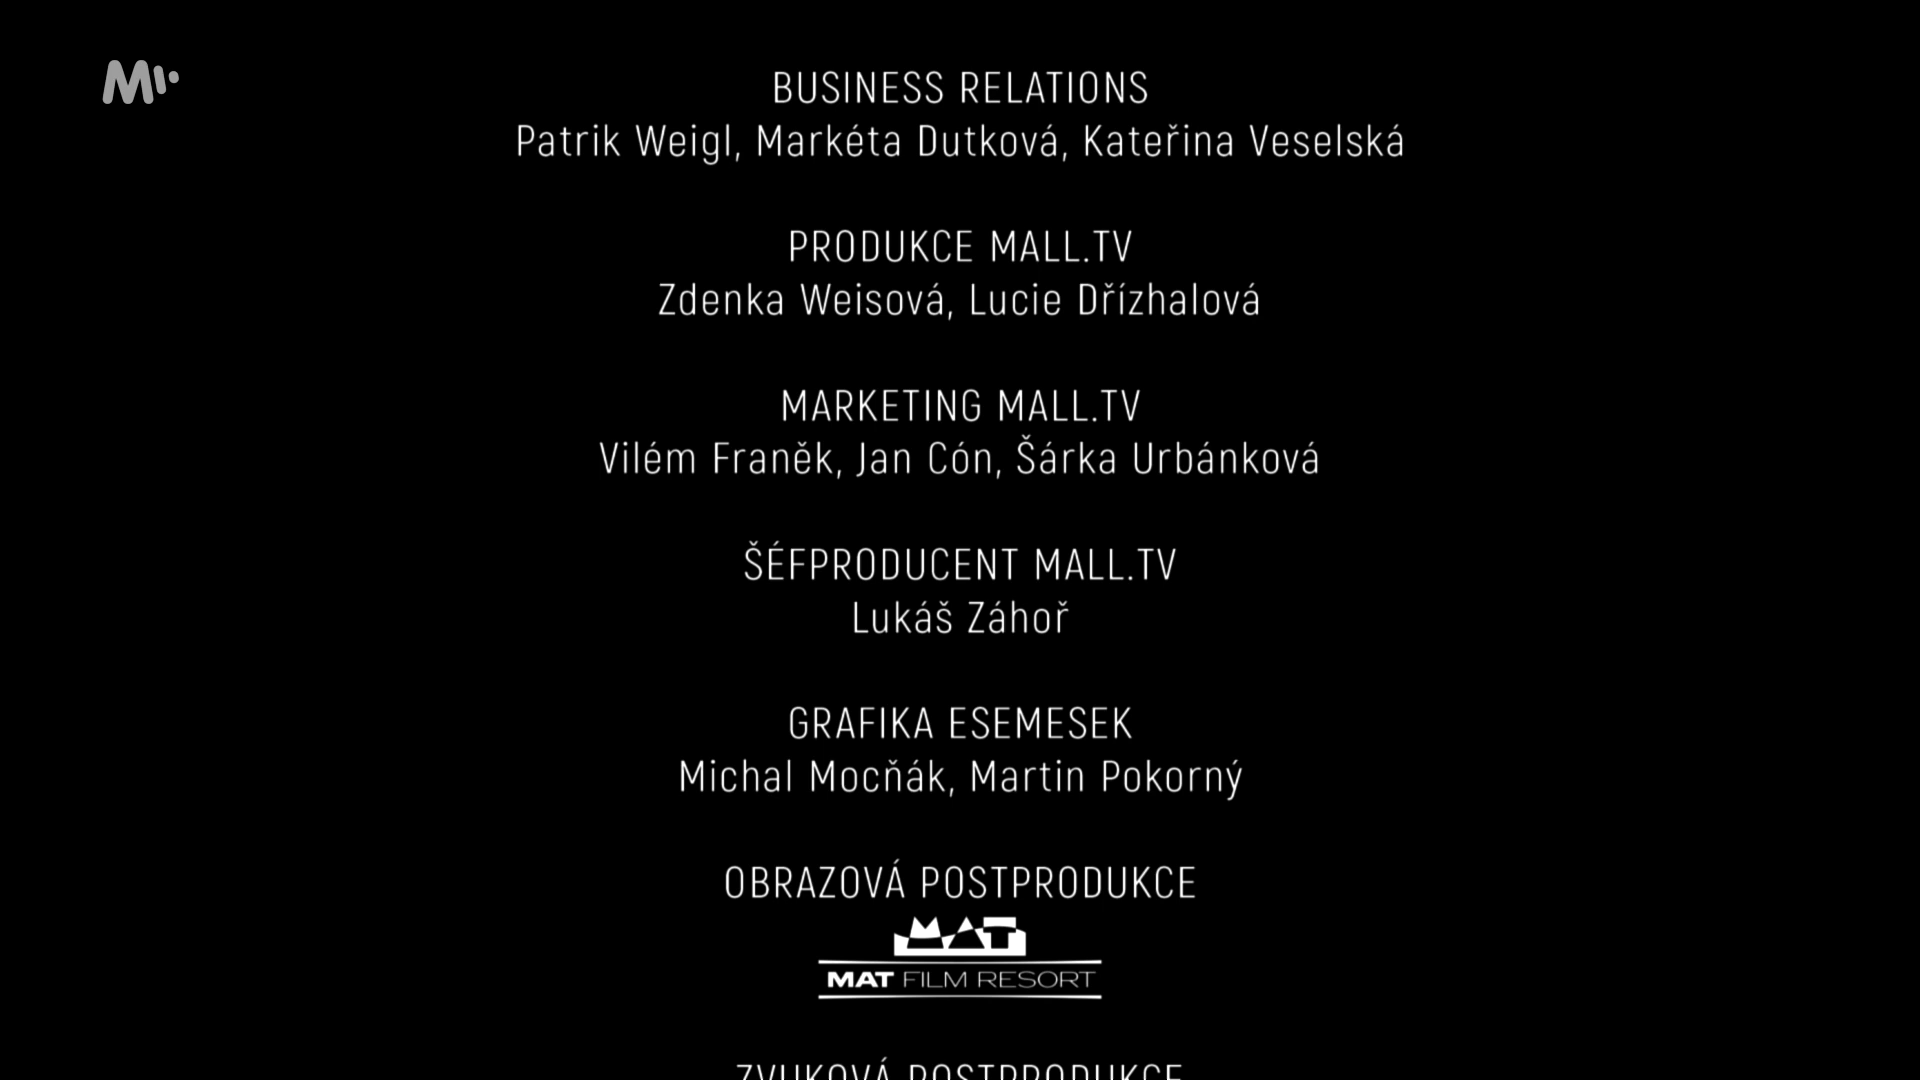 BUSINESS RELATIONS
Patrik Weigl, Markéta Dutková, Kateřina Veselská
PRODUKCE MALL.TV
Zdenka Weisová, Lucie Dřízhalová
MARKETING MALL.TV
Vilém Franěk, Jan Cón, Šárka Urbánková
ŠÉFPRODUCENT MALL.TV
Lukáš Záhoř
GRAFIKA ESEMESEK
Michal Mocňák, Martin Pokorný
OBRAZOVÁ POSTPRODUKCE
MAT
MAT FILM RESORT
ZVUKOVÁ POSTPRODUKCE